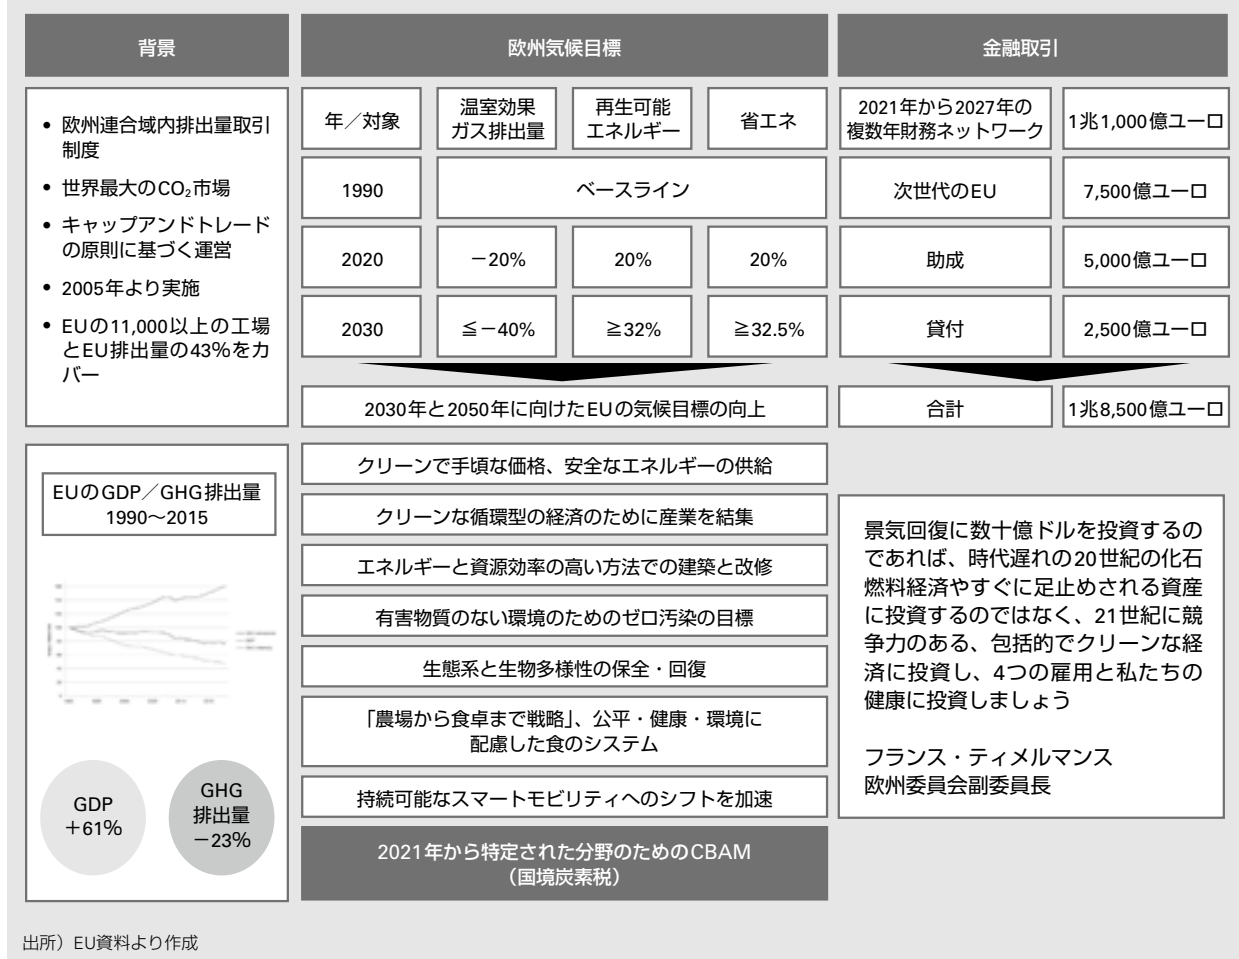 背景
• 欧州連合域内排出量取引
制度
• 世界最大のCO₂市場
• キャップアンドトレード
の原則に基づく運営
• 2005年より実施
• EUの11,000以上の工場
とEU排出量の43%をカ
バー
EUのGDP／GHG排出量
1990〜2015
GDP
＋61%
GHG
排出量
－23%
欧州気候目標
年／対象
温室効果
ガス排出量
再生可能
エネルギー
省エネ
1990
ベースライン
2020
－20%
20%
20%
2030
≦－40%
≧32%
≧32.5%
2030年と2050年に向けたEUの気候目標の向上
クリーンで手頃な価格、安全なエネルギーの供給
クリーンな循環型の経済のために産業を結集
エネルギーと資源効率の高い方法での建築と改修
有害物質のない環境のためのゼロ汚染の目標
生態系と生物多様性の保全・回復
「農場から食卓まで戦略」、公平・健康・環境に
配慮した食のシステム
持続可能なスマートモビリティへのシフトを加速
2021年から特定された分野のためのCBAM
（国境炭素税）
金融取引
2021年から2027年の
複数年財務ネットワーク
1兆1,000億ユーロ
次世代のEU
7,500億ユーロ
助成
5,000億ユーロ
貸付
2,500億ユーロ
合計
1兆8,500億ユーロ
景気回復に数十億ドルを投資するの
であれば、時代遅れの20世紀の化石
燃料経済やすぐに足止めされる資産
に投資するのではなく、21世紀に競
争力のある、包括的でクリーンな経
済に投資し、4つの雇用と私たちの
健康に投資しましょう
フランス・ティメルマンス
欧州委員会副委員長
出所）EU資料より作成